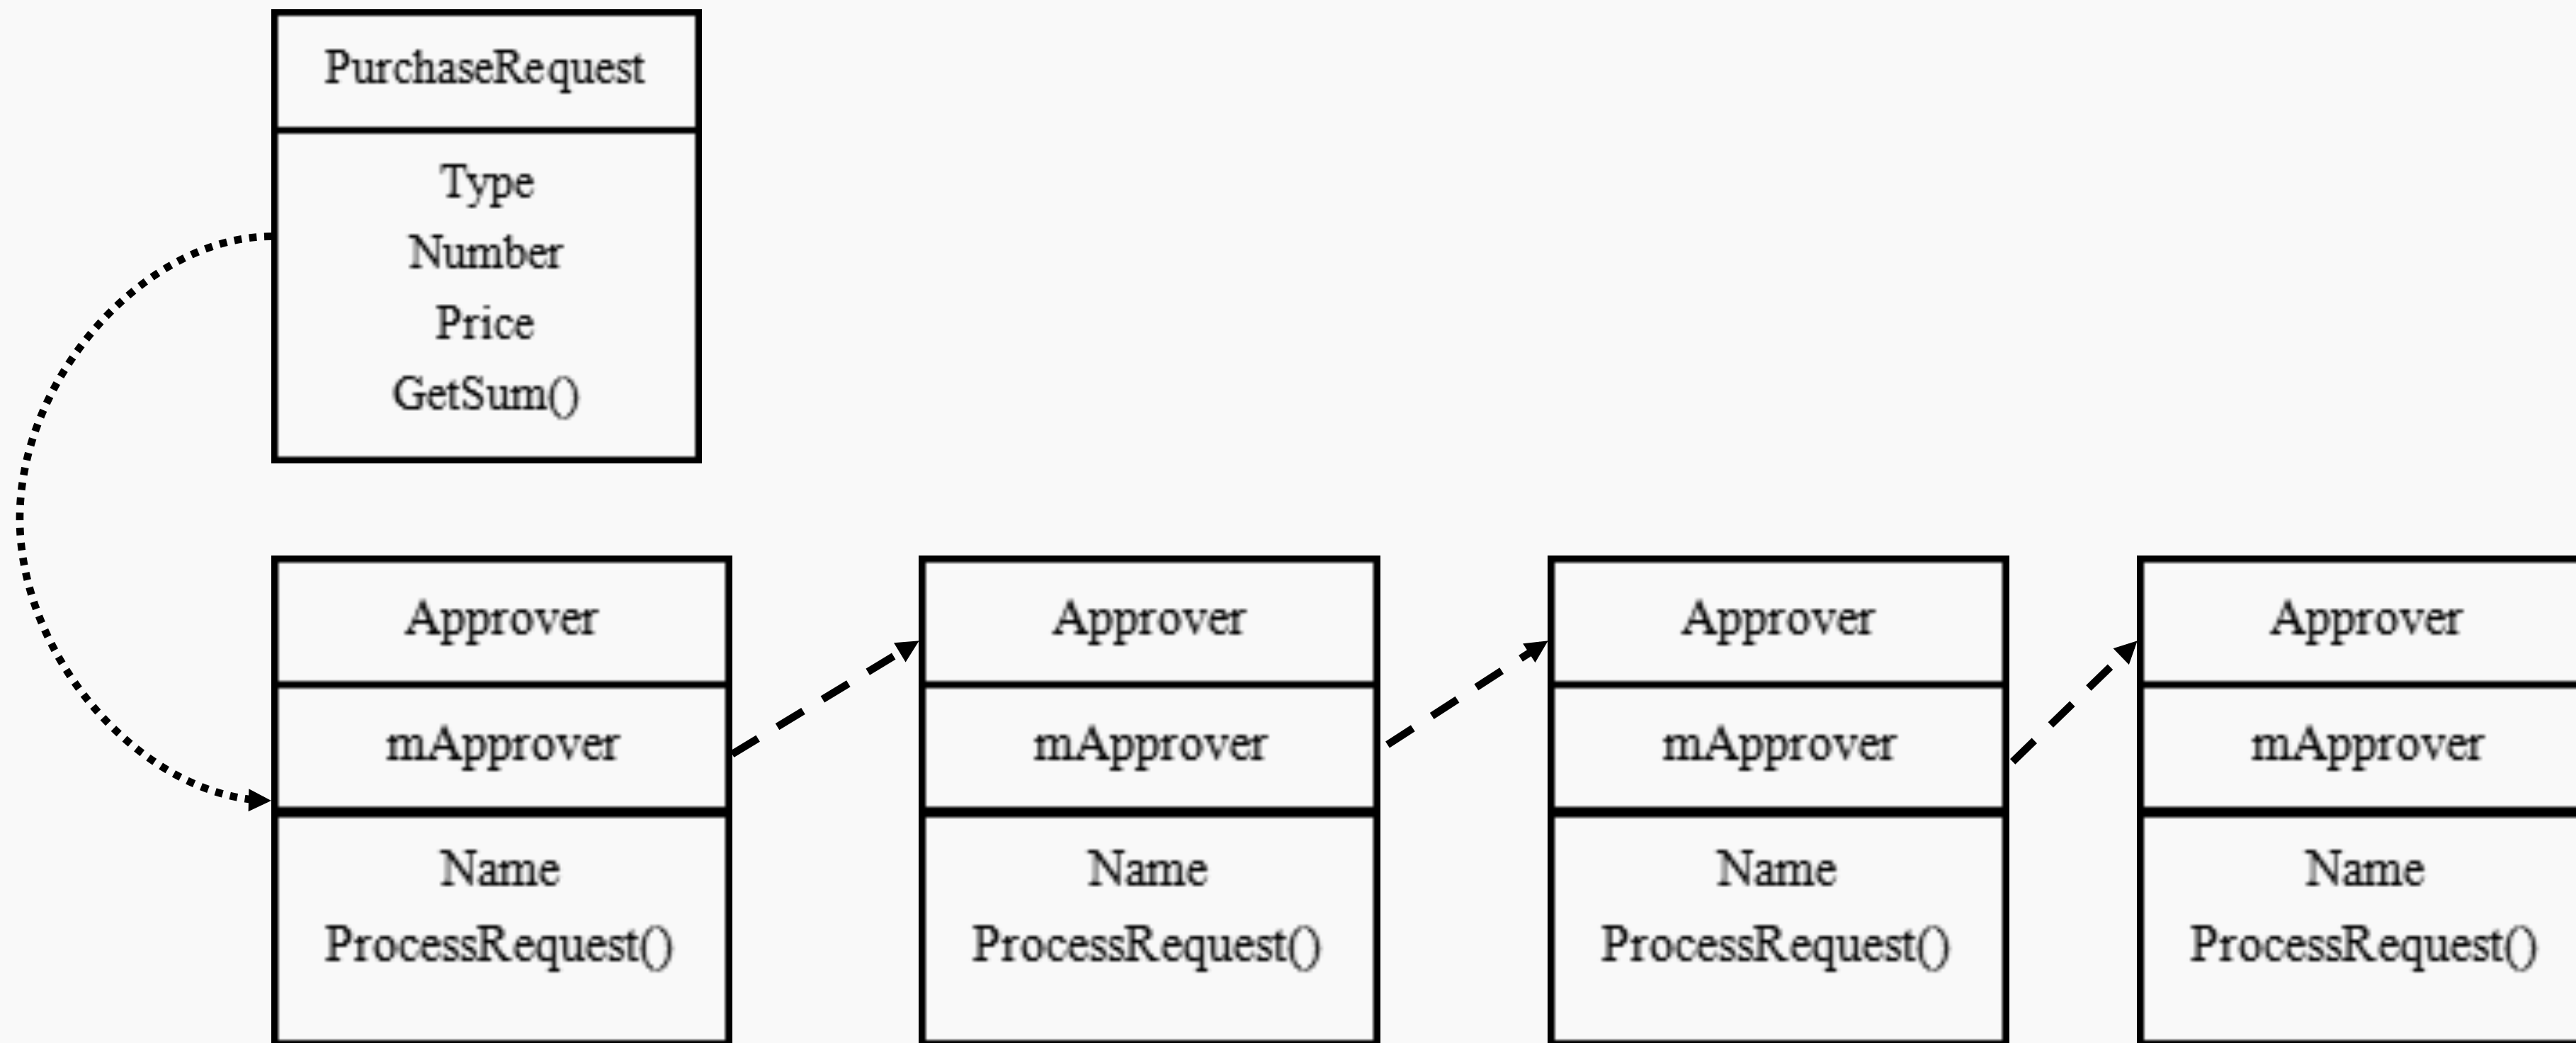 PurchaseRequest
Type
Number
Price
GetSum()
Approver
mApprover
Name
ProcessRequest()
Approver
mApprover
Name
ProcessRequest()
Approver
mApprover
Name
ProcessRequest()
Approver
mApprover
Name
ProcessRequest()